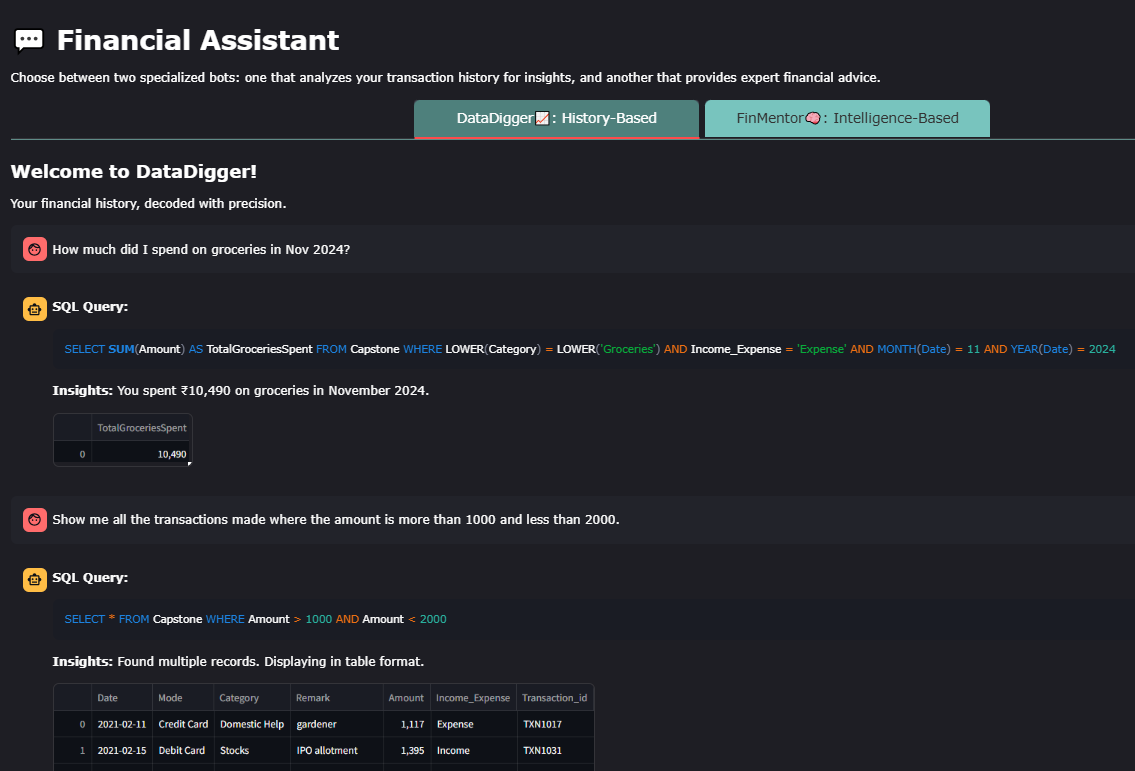 Financial Assistant
Choose between two specialized bots: one that analyzes your transaction history for insights, and another that provides expert financial advice.
DataDigger📈: History-Based FinMentor🧠: Intelligence-Based
Welcome to DataDigger!
Your financial history, decoded with precision.
How much did I spend on groceries in Nov 2024?
SQL Query:
SELECT SUM(Amount) AS TotalGroceriesSpent FROM Capstone WHERE LOWER(Category) = LOWER('Groceries') AND Income_Expense = 'Expense' AND MONTH(Date) = 11 AND YEAR(Date) = 2024
Insights: You spent ₹10,490 on groceries in November 2024.
TotalGroceriesSpent
0 10,490
Show me all the transactions made where the amount is more than 1000 and less than 2000.
SQL Query:
SELECT * FROM Capstone WHERE Amount > 1000 AND Amount < 2000
Insights: Found multiple records. Displaying in table format.
Date Mode Category Remark Amount Income_Expense Transaction_id
0 2021-02-11 Credit Card Domestic Help gardener 1,117 Expense TXN1017
1 2021-02-15 Debit Card Stocks IPO allotment 1,395 Income TXN1031